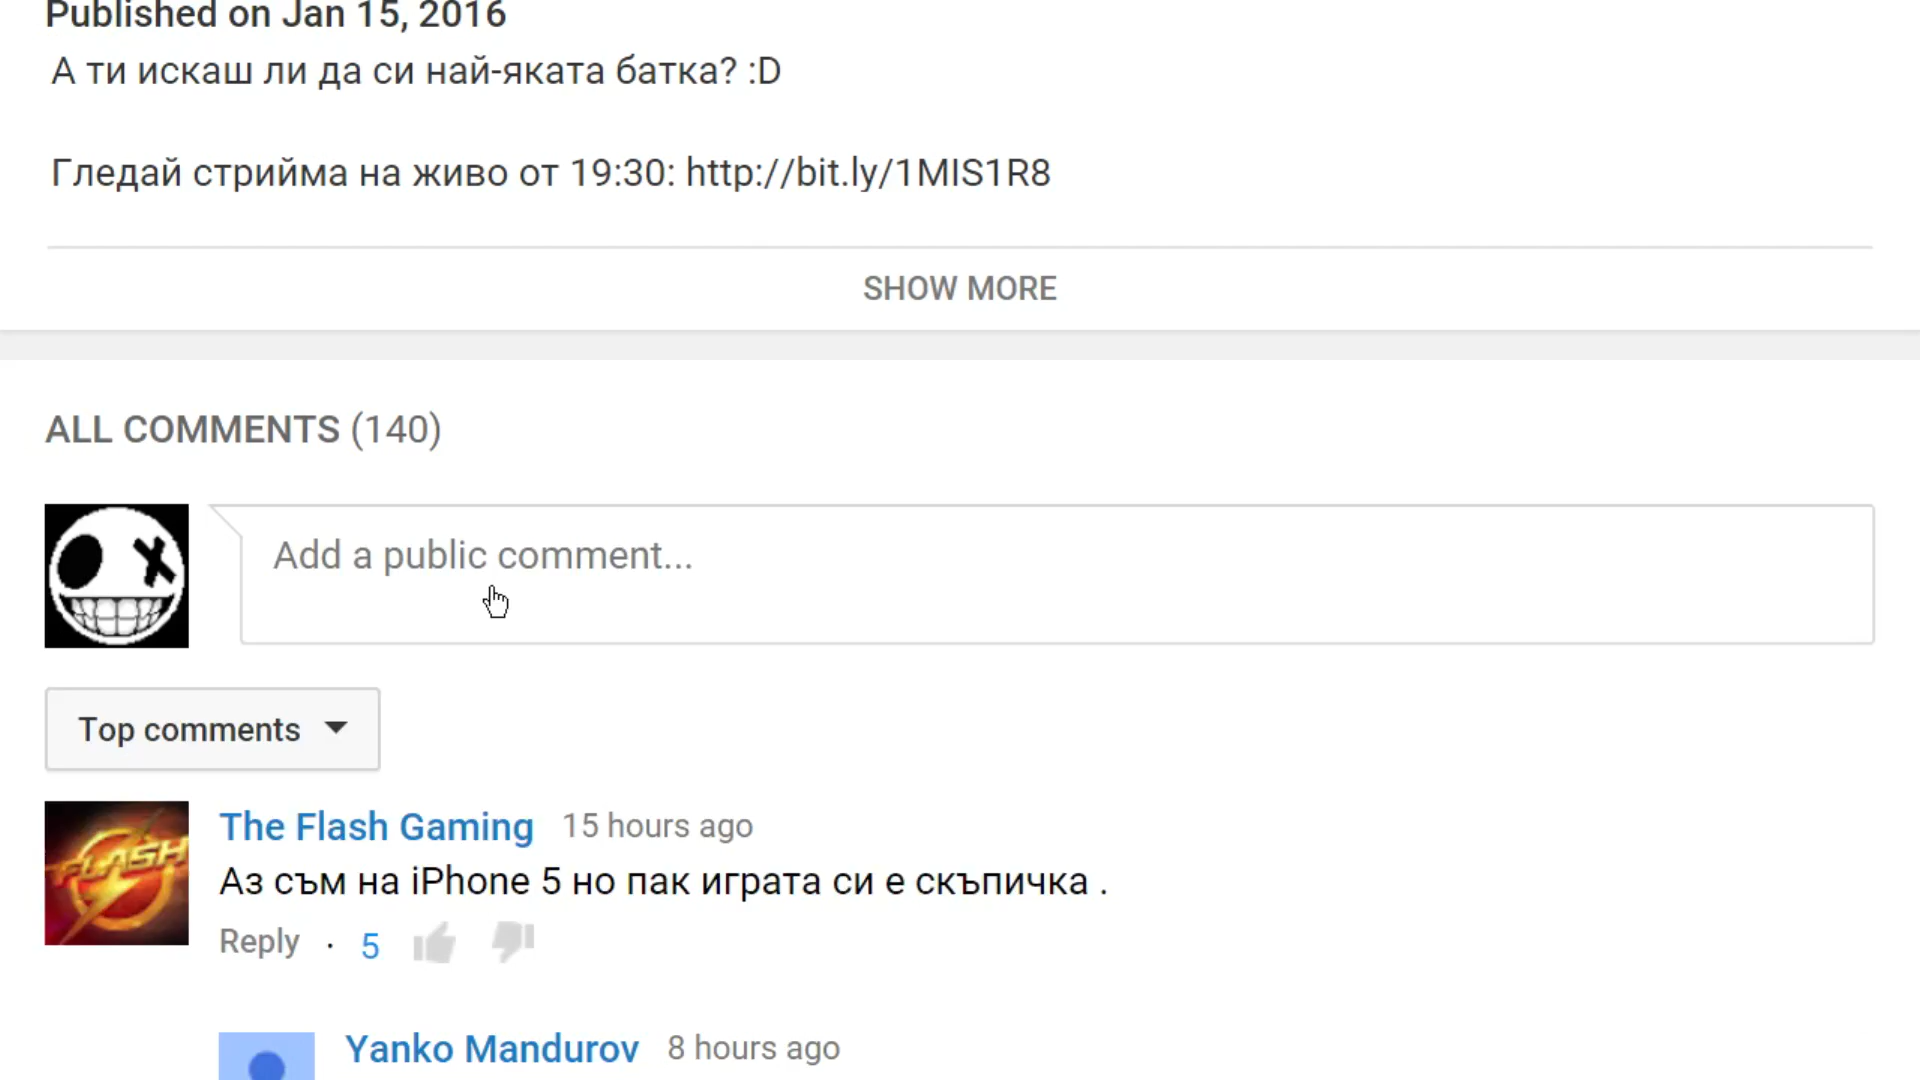 Published on Jan 15, 2016
А ти искаш ли да си най-яката батка? :D
Гледай стрийма на живо от 19:30: http://bit.ly/1MIS1R8
SHOW MORE
ALL COMMENTS (140)
Add a public comment...
Top comments
The Flash Gaming 15 hours ago
FLASH
Аз съм на iPhone 5 но пак играта си е скъпичка .
Reply · 5
Yanko Mandurov 8 hours ago